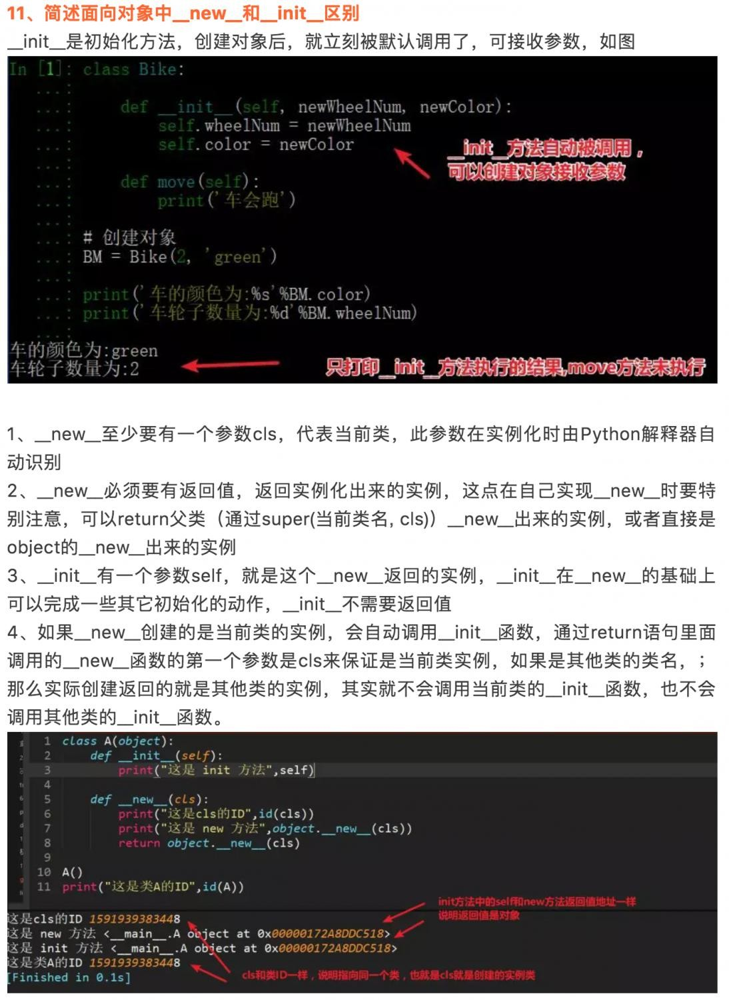 11、简述面向对象中__new__和__init__区别
__init__是初始化方法，创建对象后，就立刻被默认调用了，可接收参数，如图
In [1]: class Bike:
...:
...:     def __init__(self, newWheelNum, newColor):
...:         self.wheelNum = newWheelNum
...:         self.color = newColor
__init__方法自动被调用，
可以创建对象接收参数
...:
...:     def move(self):
...:         print('车会跑')
...:
...: # 创建对象
...: BM = Bike(2, 'green')
...:
...: print('车的颜色为:%s'%BM.color)
...: print('车轮子数量为:%d'%BM.wheelNum)
...:
车的颜色为:green
车轮子数量为:2
只打印__init__方法执行的结果,move方法未执行
1、__new__至少要有一个参数cls，代表当前类，此参数在实例化时由Python解释器自
动识别
2、__new__必须要有返回值，返回实例化出来的实例，这点在自己实现__new__时要特
别注意，可以return父类（通过super(当前类名, cls)）__new__出来的实例，或者直接是
object的__new__出来的实例
3、__init__有一个参数self，就是这个__new__返回的实例，__init__在__new__的基础上
可以完成一些其它初始化的动作，__init__不需要返回值
4、如果__new__创建的是当前类的实例，会自动调用__init__函数，通过return语句里面
调用的__new__函数的第一个参数是cls来保证是当前类实例，如果是其他类的类名，；
那么实际创建返回的就是其他类的实例，其实就不会调用当前类的__init__函数，也不会
调用其他类的__init__函数。
1 class A(object):
2     def __init__(self):
3         print("这是 init 方法",self)
4
5     def __new__(cls):
6         print("这是cls的ID",id(cls))
7         print("这是 new 方法",object.__new__(cls))
8         return object.__new__(cls)
9
10 A()
11 print("这是类A的ID",id(A))
init方法中的self和new方法返回值地址一样
说明返回值是对象
这是cls的ID 1591939383448
这是 new 方法 <__main__.A object at 0x00000172A8DDC518>
这是 init 方法 <__main__.A object at 0x00000172A8DDC518>
这是类A的ID 1591939383448
cls和类ID一样，说明指向同一个类，也就是cls就是创建的实例类
[Finished in 0.1s]